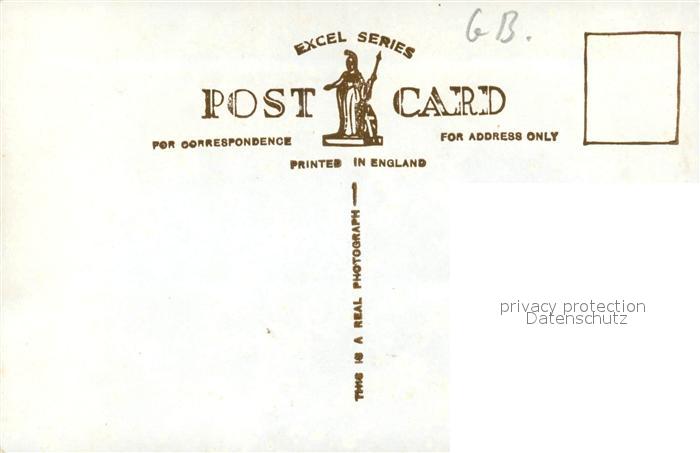 G B.
EXCEL SERIES
POST CARD
FOR CORRESPONDENCE
FOR ADDRESS ONLY
PRINTED IN ENGLAND
THIS IS A REAL PHOTOGRAPH
privacy protection
Datenschutz